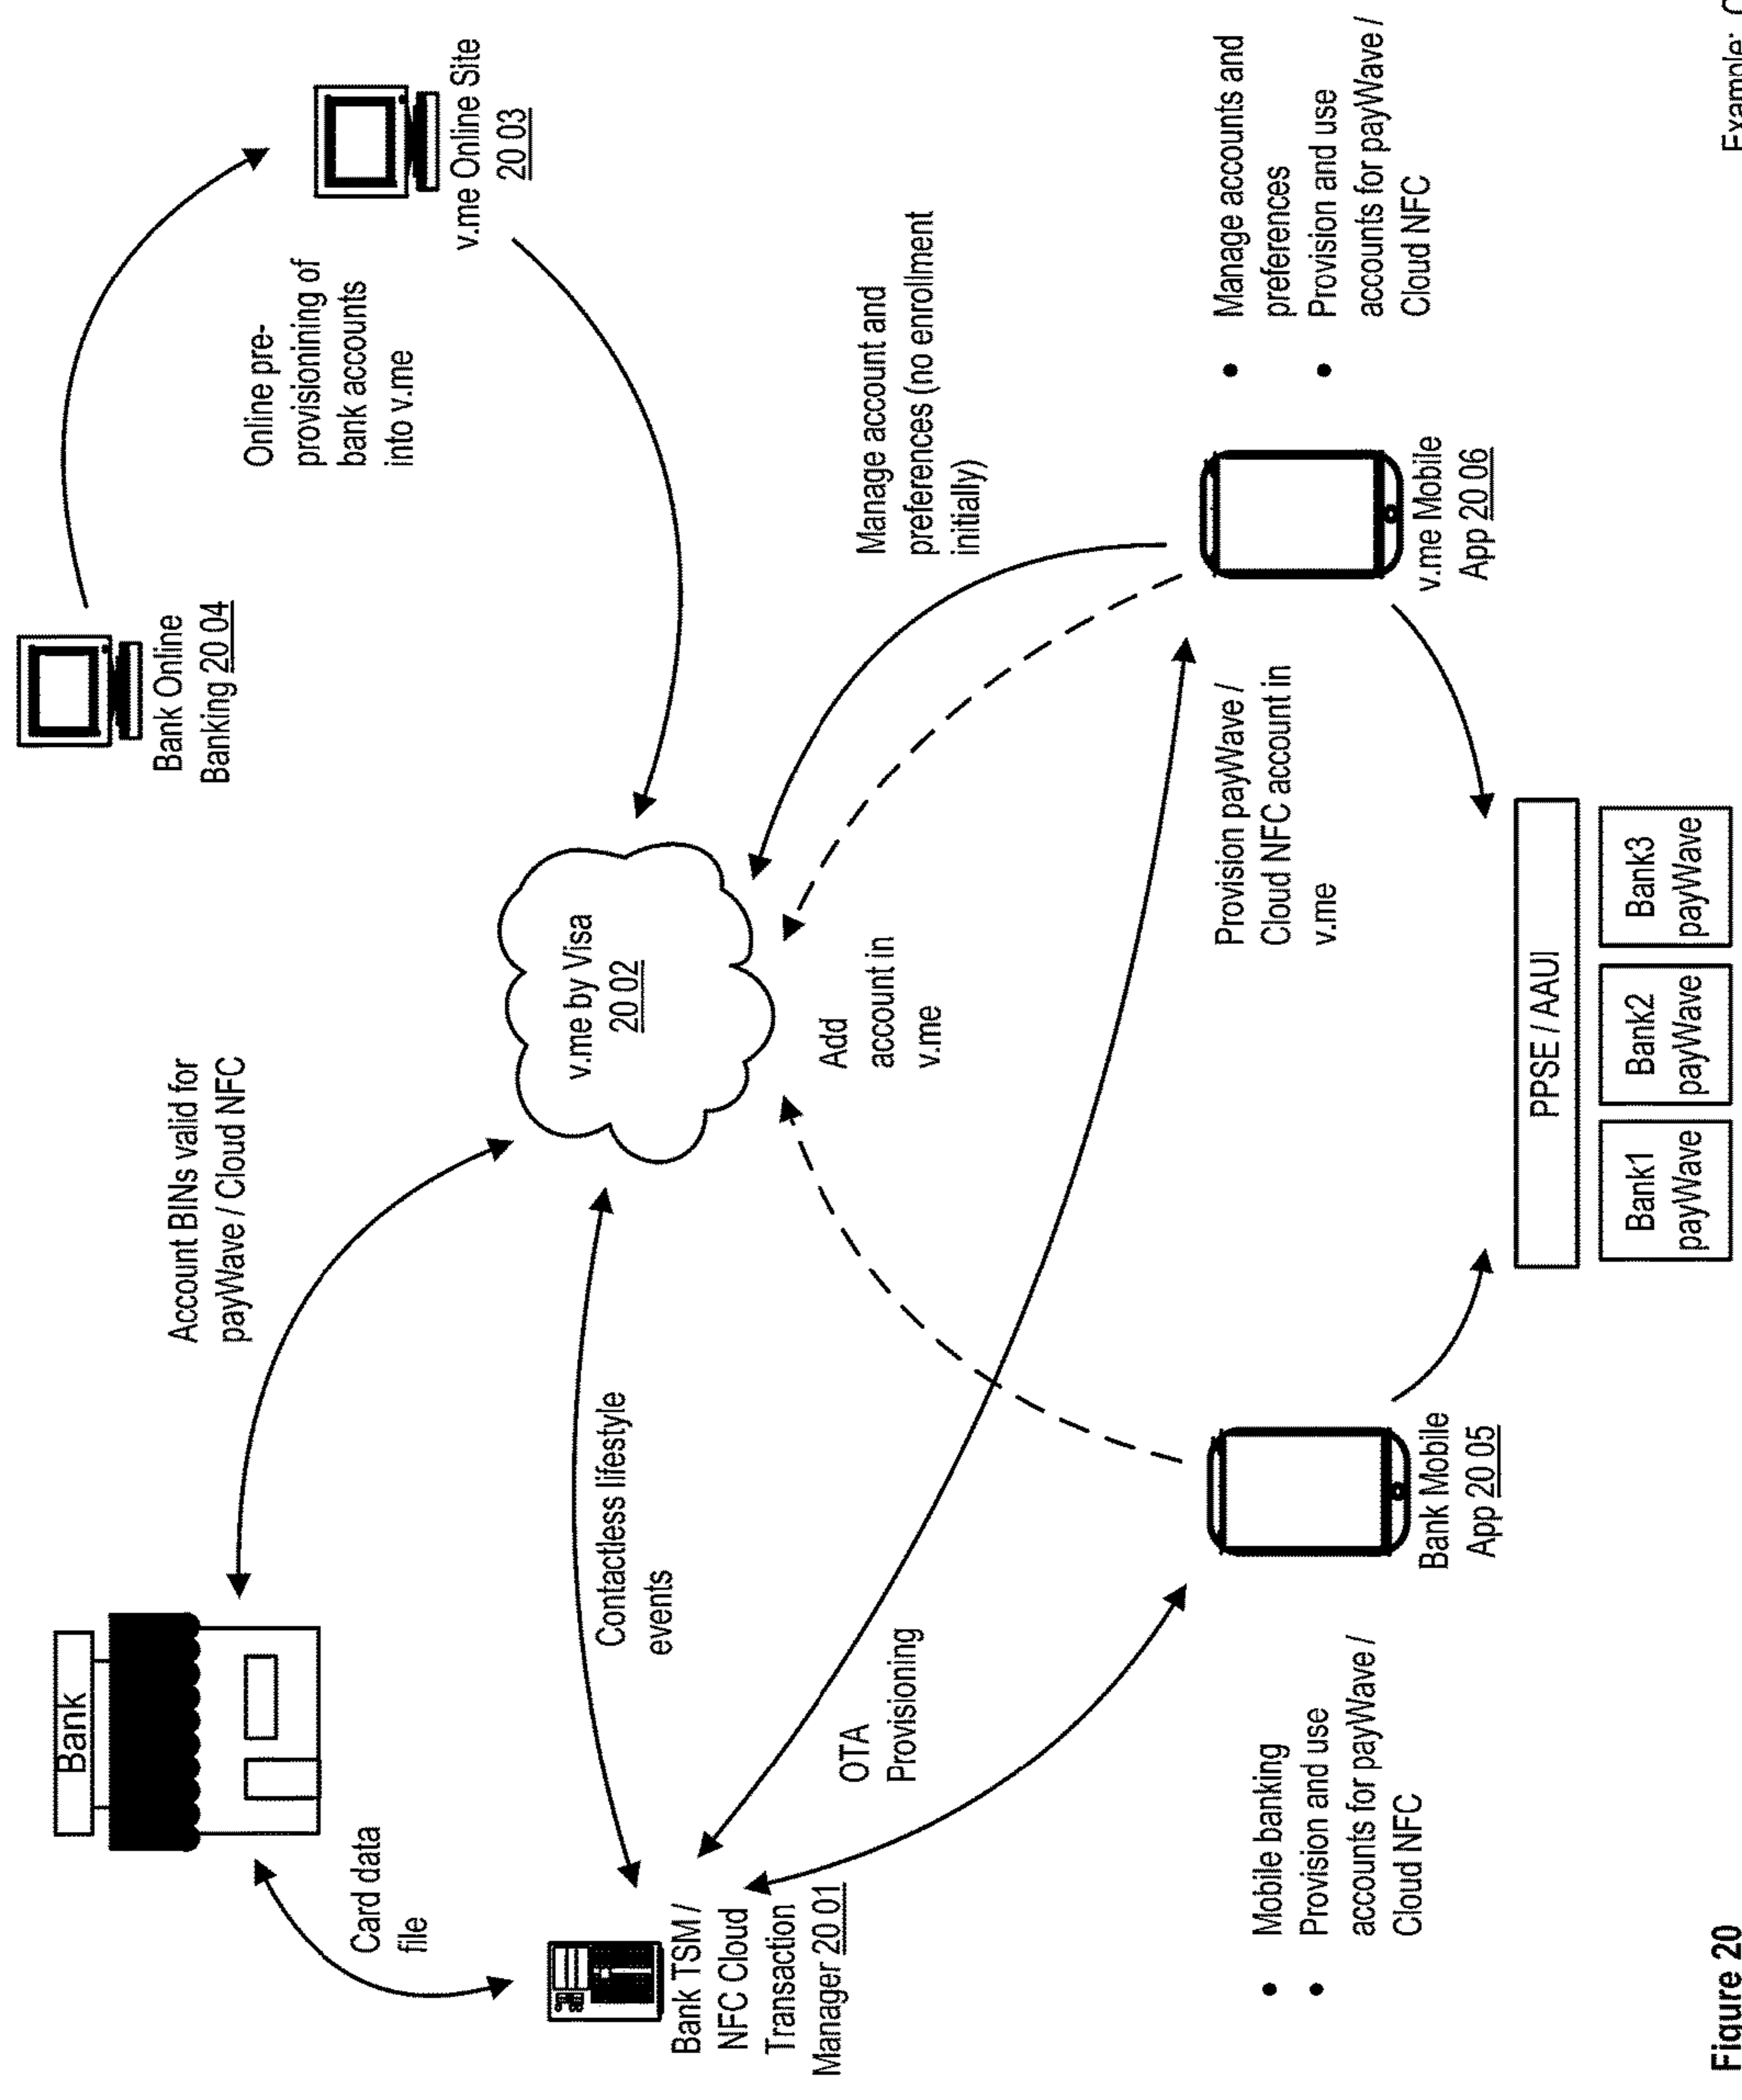 Bank
Card data
file
Account BINs valid for
payWave / Cloud NFC
Bank Online
Banking 20 04
Online pre-
provisioning of
bank accounts
into v.me
v.me Online Site
20 03
Bank TSM /
NFC Cloud
Transaction
Manager 20 01
Contactless lifestyle
events
v.me by Visa
20 02
OTA
Provisioning
Add
account in
v.me
Manage account and
preferences (no enrollment
initially)
Provision payWave /
Cloud NFC account in
v.me
• Mobile banking
• Provision and use
accounts for payWave /
Cloud NFC
Bank Mobile
App 20 05
v.me Mobile
App 20 06
• Manage accounts and
preferences
• Provision and use
accounts for payWave /
Cloud NFC
PPSE / AAUI
Bank1
payWave
Bank2
payWave
Bank3
payWave
Figure 20
Example: